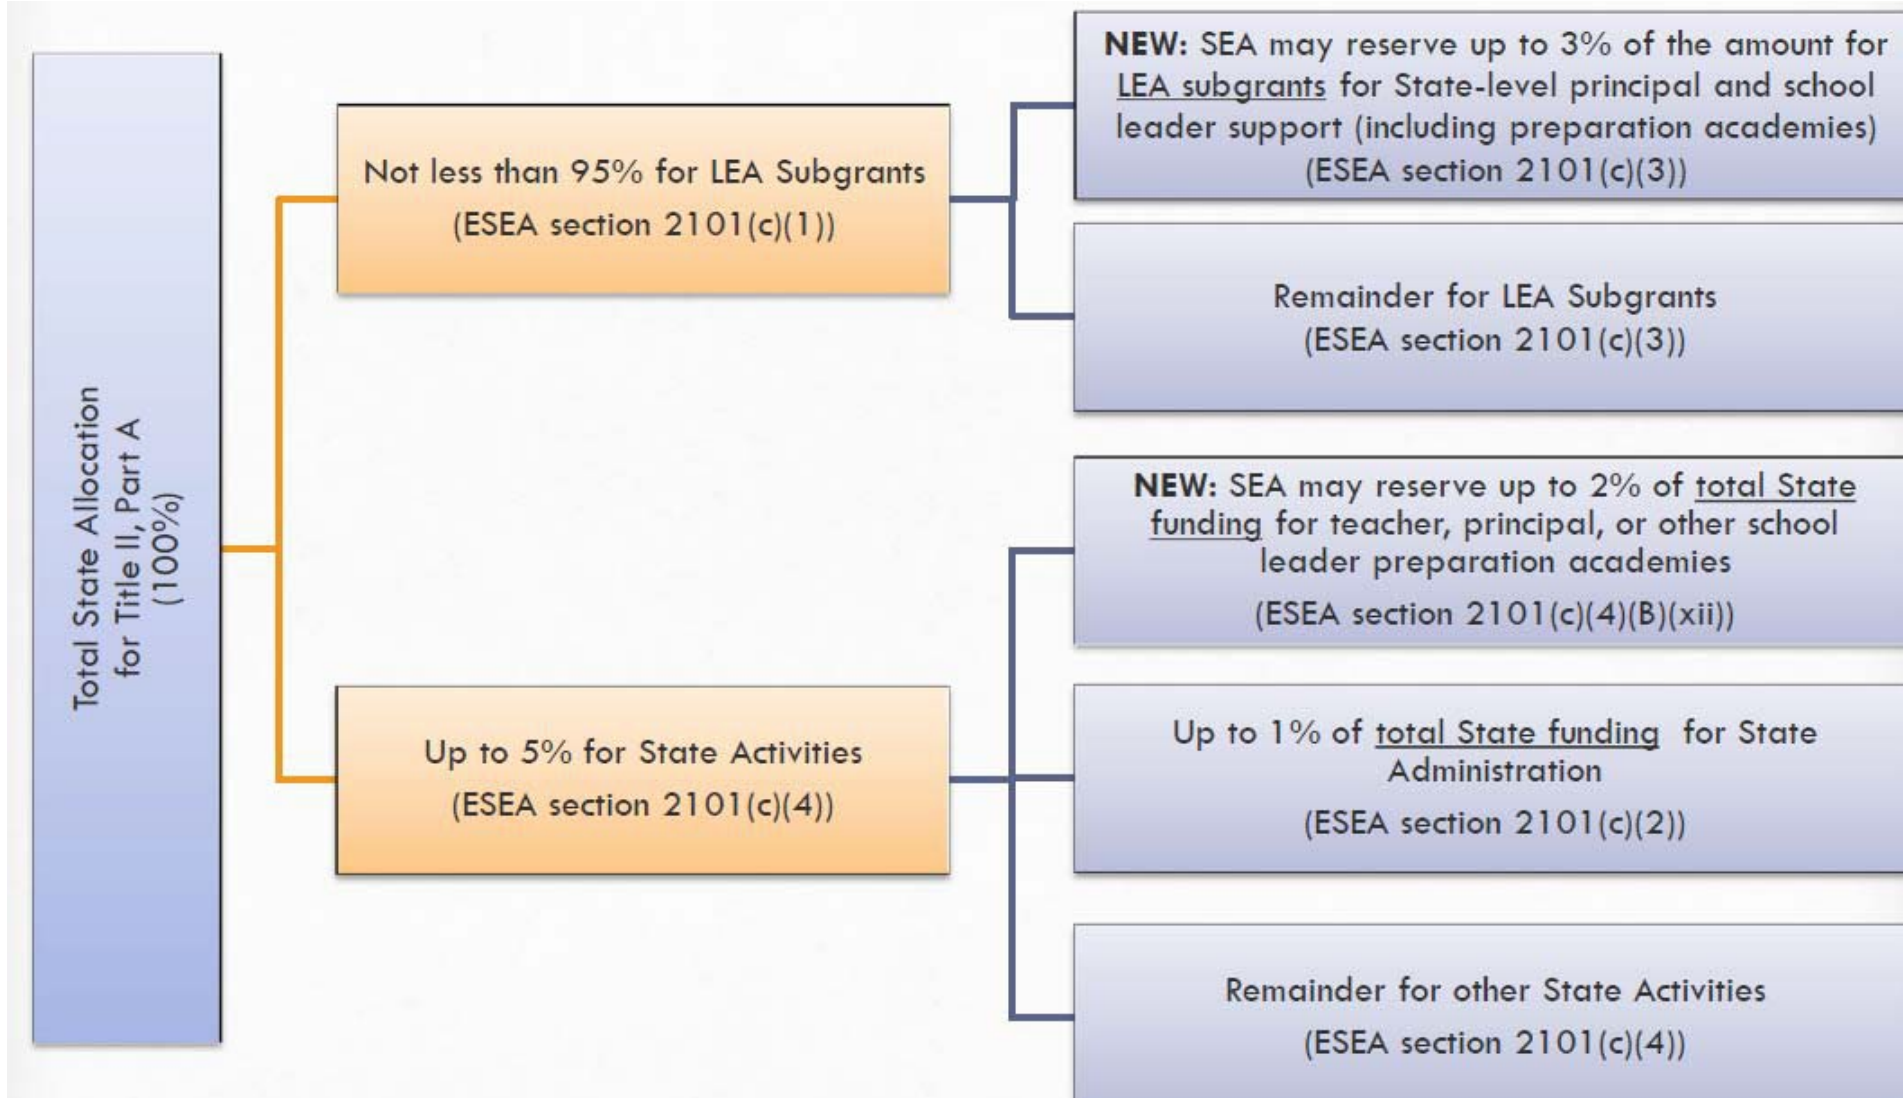 Total State Allocation
for Title II, Part A
(100%)
Not less than 95% for LEA Subgrants
(ESEA section 2101(c)(1))
NEW: SEA may reserve up to 3% of the amount for
LEA subgrants for State-level principal and school
leader support (including preparation academies)
(ESEA section 2101(c)(3))
Remainder for LEA Subgrants
(ESEA section 2101(c)(3))
Up to 5% for State Activities
(ESEA section 2101(c)(4))
NEW: SEA may reserve up to 2% of total State
funding for teacher, principal, or other school
leader preparation academies
(ESEA section 2101(c)(4)(B)(xii))
Up to 1% of total State funding for State
Administration
(ESEA section 2101(c)(2))
Remainder for other State Activities
(ESEA section 2101(c)(4))